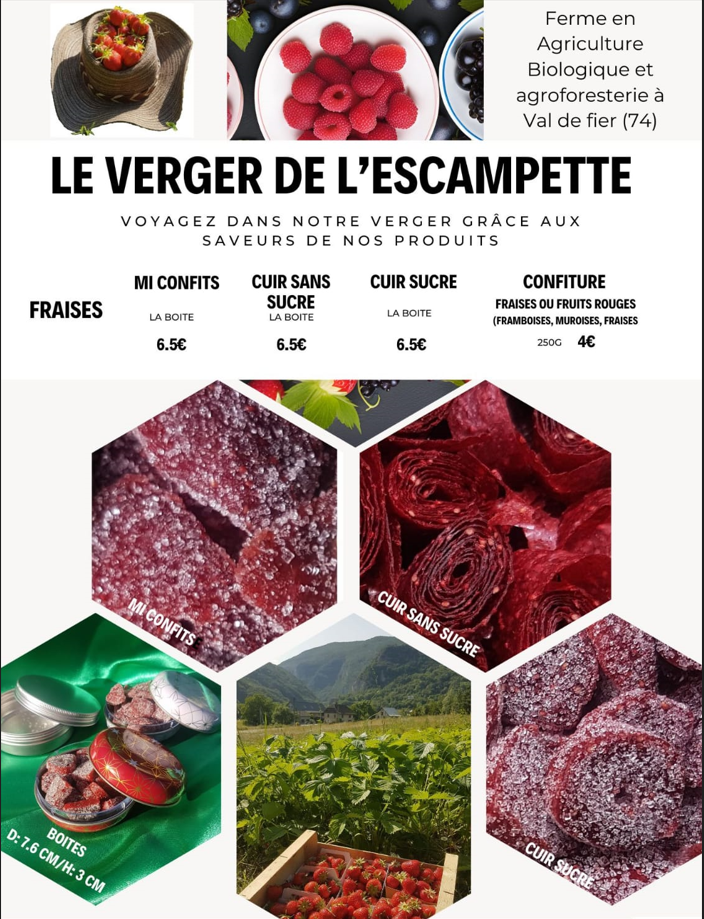 Ferme en
Agriculture
Biologique et
agroforesterie à
Val de fier (74)
LE VERGER DE L'ESCAMPETTE
VOYAGEZ DANS NOTRE VERGER GRÂCE AUX
SAVEURS DE NOS PRODUITS
FRAISES
MI CONFITS
LA BOITE
6.5€
CUIR SANS
SUCRE
LA BOITE
6.5€
CUIR SUCRE
LA BOITE
6.5€
CONFITURE
FRAISES OU FRUITS ROUGES
(FRAMBOISES, MUROISES, FRAISES
250G 4€
MI CONFITS
CUIR SANS SUCRE
BOITES
D: 7.6 CM/H: 3 CM
CUIR SUCRE